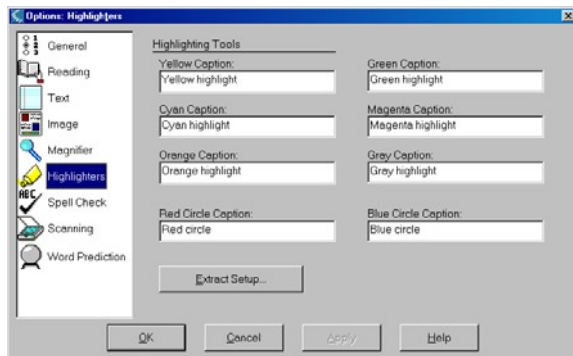 Options: Highlighters
General
Reading
Text
Image
Magnifier
Highlighters
ABC
Spell Check
Scanning
Word Prediction
Highlighting Tools
Yellow Caption:
Yellow highlight
Green Caption:
Green highlight
Cyan Caption:
Cyan highlight
Magenta Caption:
Magenta highlight
Orange Caption:
Orange highlight
Gray Caption:
Gray highlight
Red Circle Caption:
Red circle
Blue Circle Caption:
Blue circle
Extract Setup...
OK
Cancel
Apply
Help